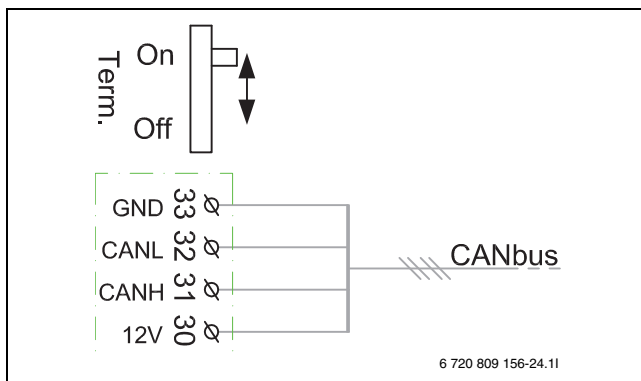 On
Term.
Off
GND 33
CANL 32
CANH 31
12V 30
CANbus
6 720 809 156-24.1I